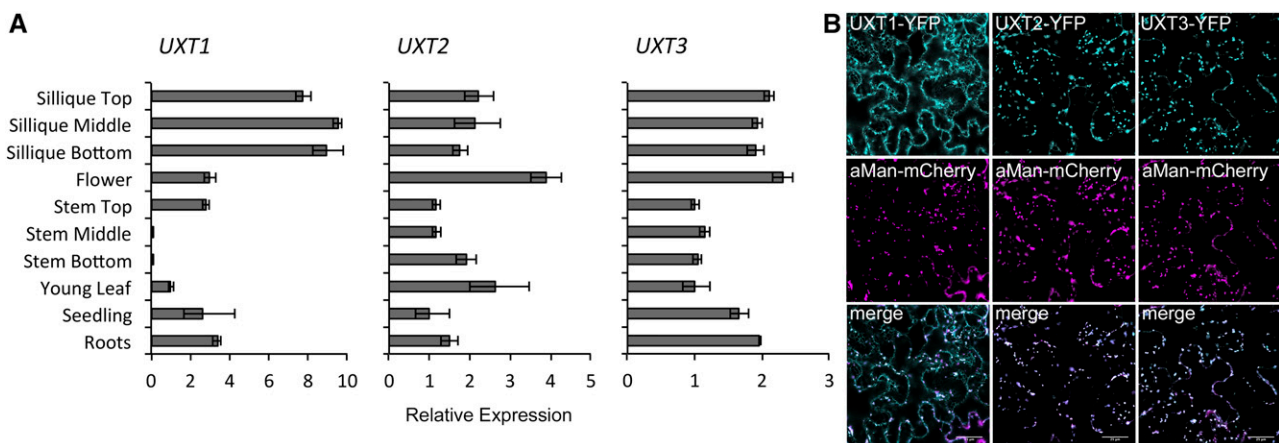 A
UXT1
UXT2
UXT3
Sillique Top
Sillique Middle
Sillique Bottom
Flower
Stem Top
Stem Middle
Stem Bottom
Young Leaf
Seedling
Roots
0 2 4 6 8 10
0 1 2 3 4 5
0 1 2 3
Relative Expression
B
UXT1-YFP UXT2-YFP UXT3-YFP
aMan-mCherry aMan-mCherry aMan-mCherry
merge merge merge